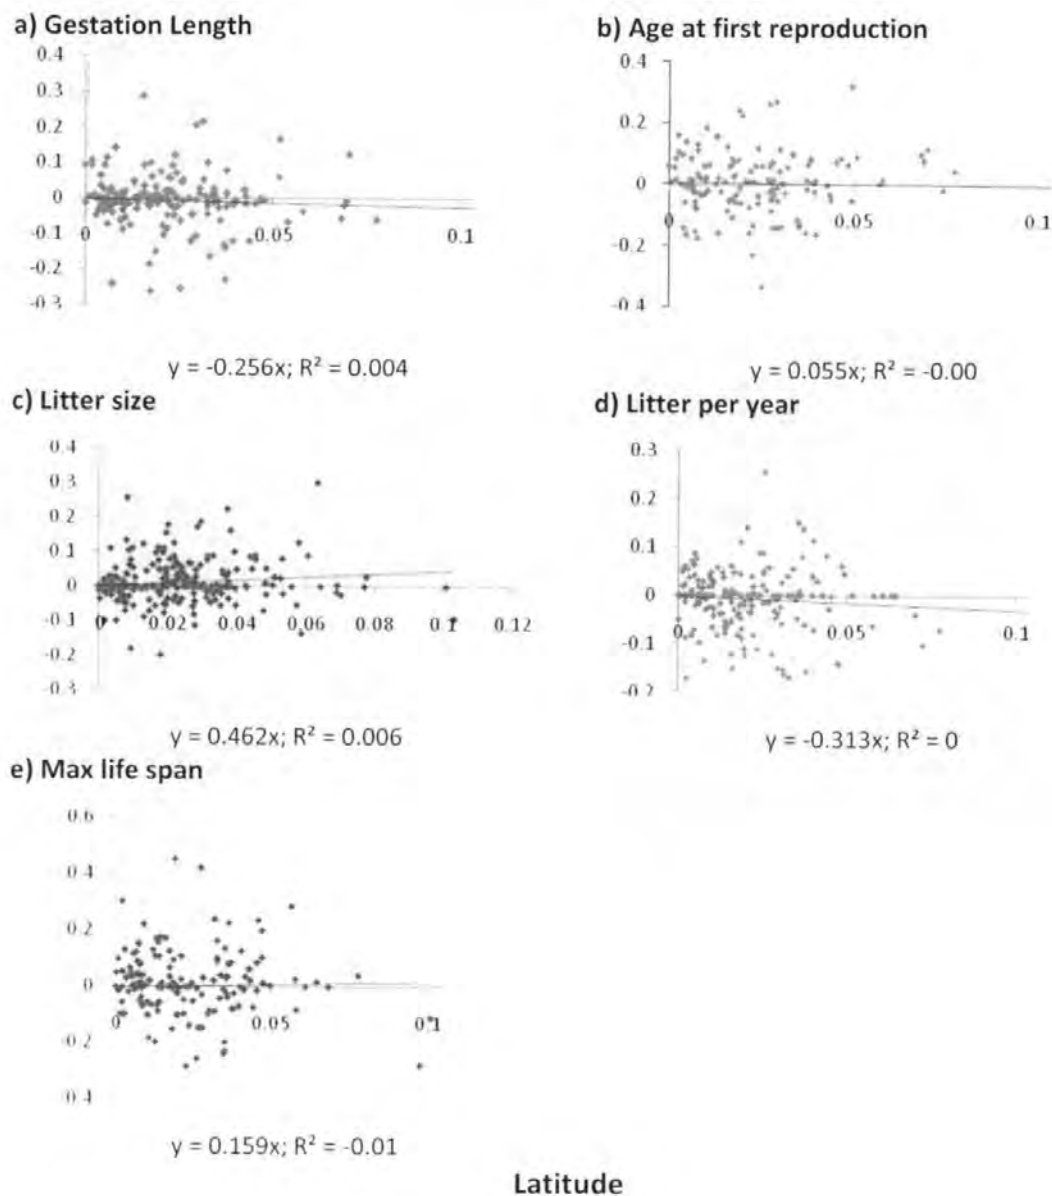 a) Gestation Length
0.4
0.3
0.2
0.1
0
-0.1
-0.2
-0.3
0 0.05 0.1
y = -0.256x; R² = 0.004
b) Age at first reproduction
0.4
0.2
0
-0.2
-0.4
0 0.05 0.1
y = 0.055x; R² = -0.00
c) Litter size
0.4
0.3
0.2
0.1
0
-0.1
-0.2
-0.3
0 0.02 0.04 0.06 0.08 0.1 0.12
y = 0.462x; R² = 0.006
d) Litter per year
0.3
0.2
0.1
0
-0.1
-0.2
0 0.05 0.1
y = -0.313x; R² = 0
e) Max life span
0.6
0.4
0.2
0
-0.2
-0.4
0 0.05 0.1
y = 0.159x; R² = -0.01
Latitude